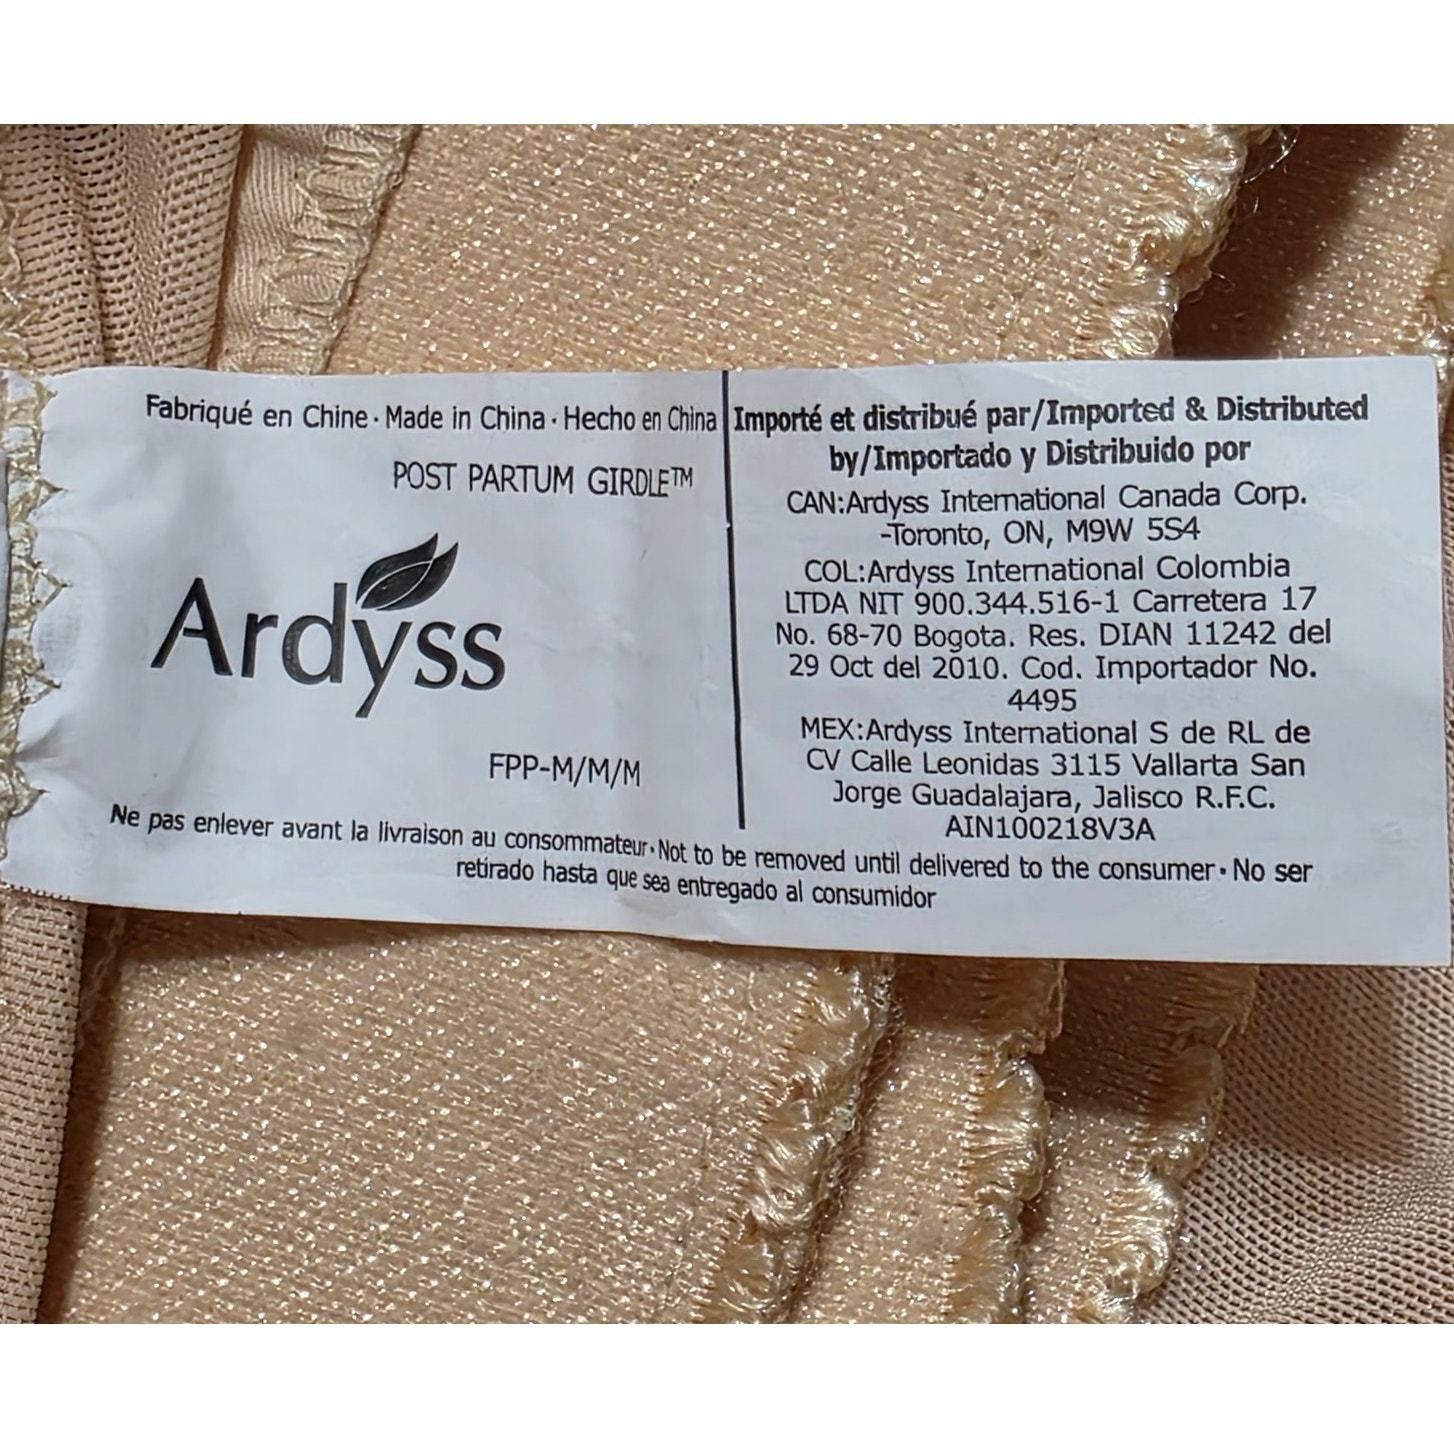 Fabriqué en Chine · Made in China · Hecho en China
POST PARTUM GIRDLE™
Ardyss
FPP-M/M/M
Importé et distribué par/Imported & Distributed
by/Importado y Distribuido por
CAN:Ardyss International Canada Corp.
-Toronto, ON, M9W 5S4
COL:Ardyss International Colombia
LTDA NIT 900.344.516-1 Carretera 17
No. 68-70 Bogota. Res. DIAN 11242 del
29 Oct del 2010. Cod. Importador No.
4495
MEX:Ardyss International S de RL de
CV Calle Leonidas 3115 Vallarta San
Jorge Guadalajara, Jalisco R.F.C.
AIN100218V3A
Ne pas enlever avant la livraison au consommateur · Not to be removed until delivered to the consumer · No ser
retirado hasta que sea entregado al consumidor